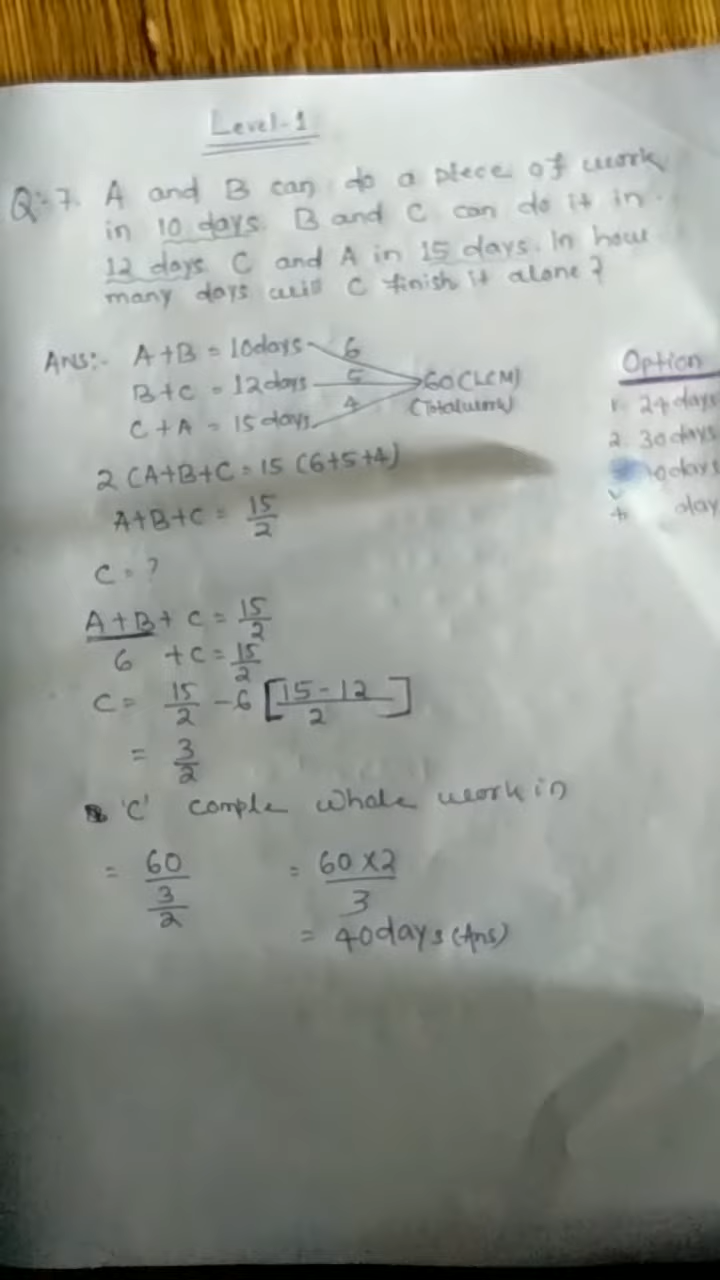 Level-1
Q:7. A and B can do a piece of work
in 10 days. B and C can do it in
12 days C and A in 15 days. In how
many days will C finish it alone?
Ans:- A+B = 10days 6
B+C = 12days 5 60(LCM)
C+A = 15days 4 (Total work)
Option
1. 24 days
2. 30 days
days
day
2(A+B+C = 15 (6+5+4)
A+B+C = 15/2
C = ?
A+B + C = 15/2
6 + C = 15/2
C = 15/2 - 6 [15-12/2]
= 3/2
'C' comple whole work in
= 60/3/2 = 60×2/3
= 40days (Ans)